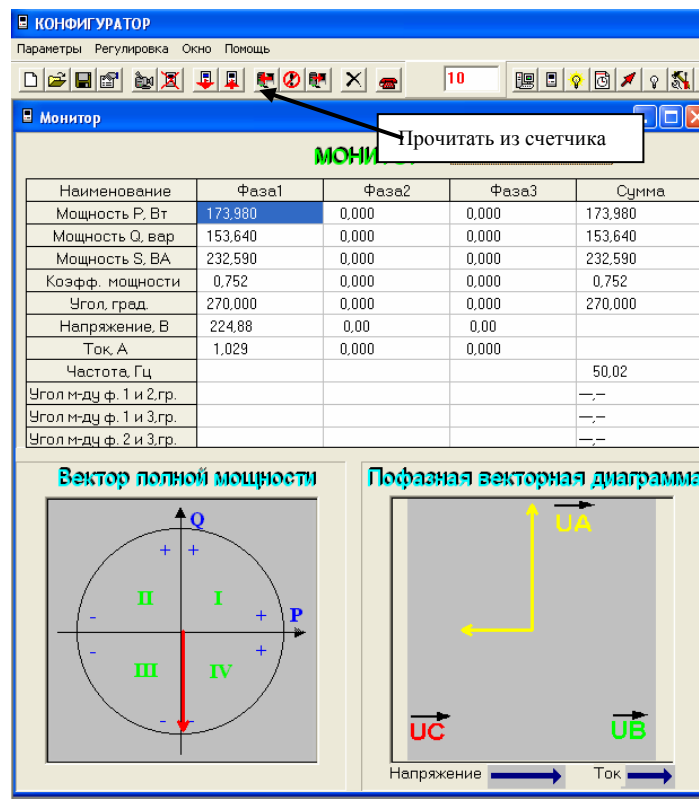 КОНФИГУРАТОР
Параметры Регулировка Окно Помощь
10
Монитор
Прочитать из счетчика
Наименование Фаза1 Фаза2 Фаза3 Сумма
Мощность P, Вт 173,980 0,000 0,000 173,980
Мощность Q, вар 153,640 0,000 0,000 153,640
Мощность S, ВА 232,590 0,000 0,000 232,590
Коэфф. мощности 0,752 0,000 0,000 0,752
Угол, град. 270,000 0,000 0,000 270,000
Напряжение, В 224,88 0,00 0,00
Ток, А 1,029 0,000 0,000
Частота, Гц 50,02
Угол м-ду ф. 1 и 2,гр. —,–
Угол м-ду ф. 1 и 3,гр. —,–
Угол м-ду ф. 2 и 3,гр. —,–
Вектор полной мощности Пофазная векторная диаграмма
Q UA
+ +
II I
- + P
- +
III IV
- -
UC UB
Напряжение Ток